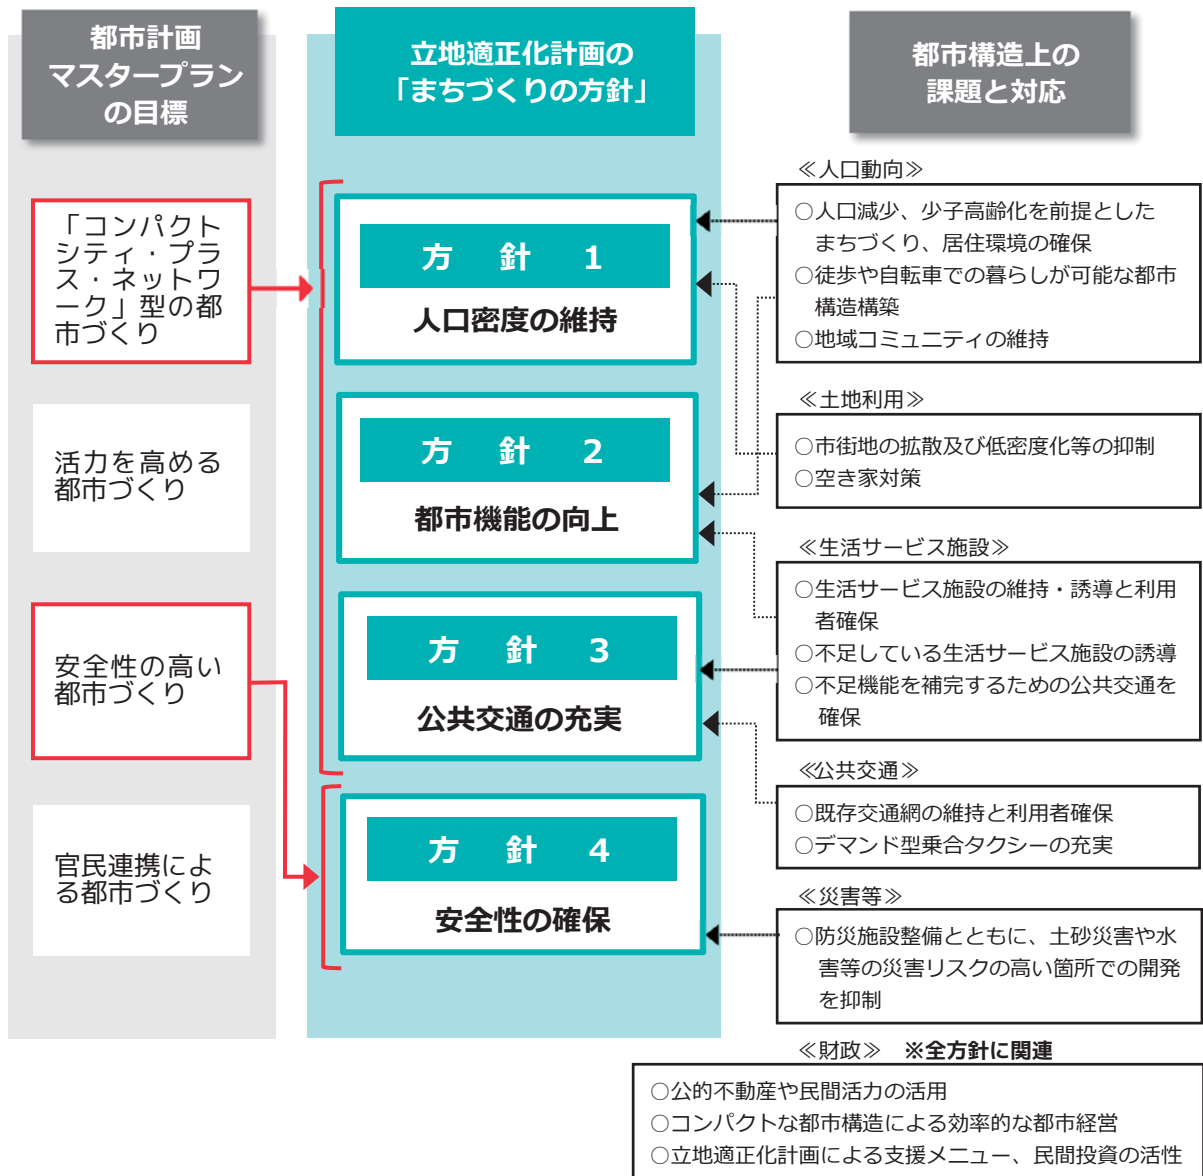 都市計画
マスタープラン
の目標
立地適正化計画の
「まちづくりの方針」
都市構造上の
課題と対応
「コンパクト
シティ・プラ
ス・ネットワ
ーク」型の都
市づくり
活力を高める
都市づくり
安全性の高い
都市づくり
官民連携によ
る都市づくり
方 針 1
人口密度の維持
方 針 2
都市機能の向上
方 針 3
公共交通の充実
方 針 4
安全性の確保
≪人口動向≫
○人口減少、少子高齢化を前提とした
まちづくり、居住環境の確保
○徒歩や自転車での暮らしが可能な都市
構造構築
○地域コミュニティの維持
≪土地利用≫
○市街地の拡散及び低密度化等の抑制
○空き家対策
≪生活サービス施設≫
○生活サービス施設の維持・誘導と利用
者確保
○不足している生活サービス施設の誘導
○不足機能を補完するための公共交通を
確保
≪公共交通≫
○既存交通網の維持と利用者確保
○デマンド型乗合タクシーの充実
≪災害等≫
○防災施設整備とともに、土砂災害や水
害等の災害リスクの高い箇所での開発
を抑制
≪財政≫ ※全方針に関連
○公的不動産や民間活力の活用
○コンパクトな都市構造による効率的な都市経営
○立地適正化計画による支援メニュー、民間投資の活性